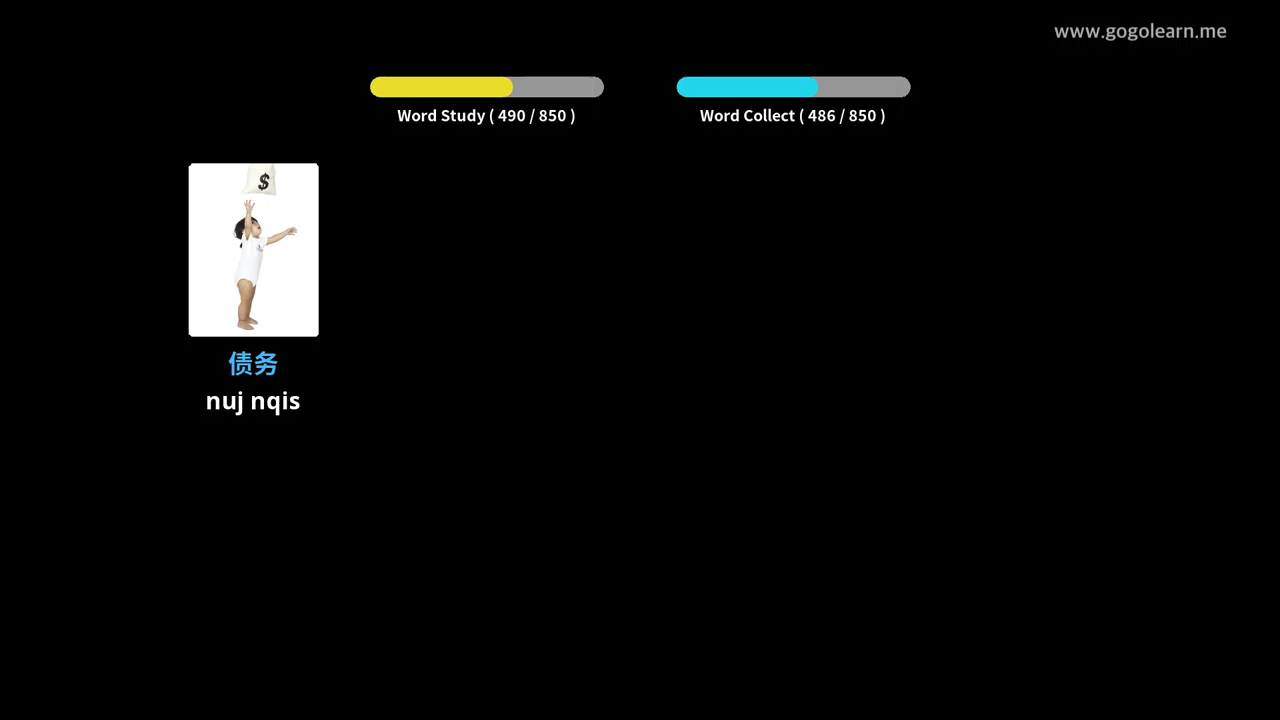 www.gogolearn.me
Word Study ( 490 / 850 )
Word Collect ( 486 / 850 )
$
债务
nuj nqis